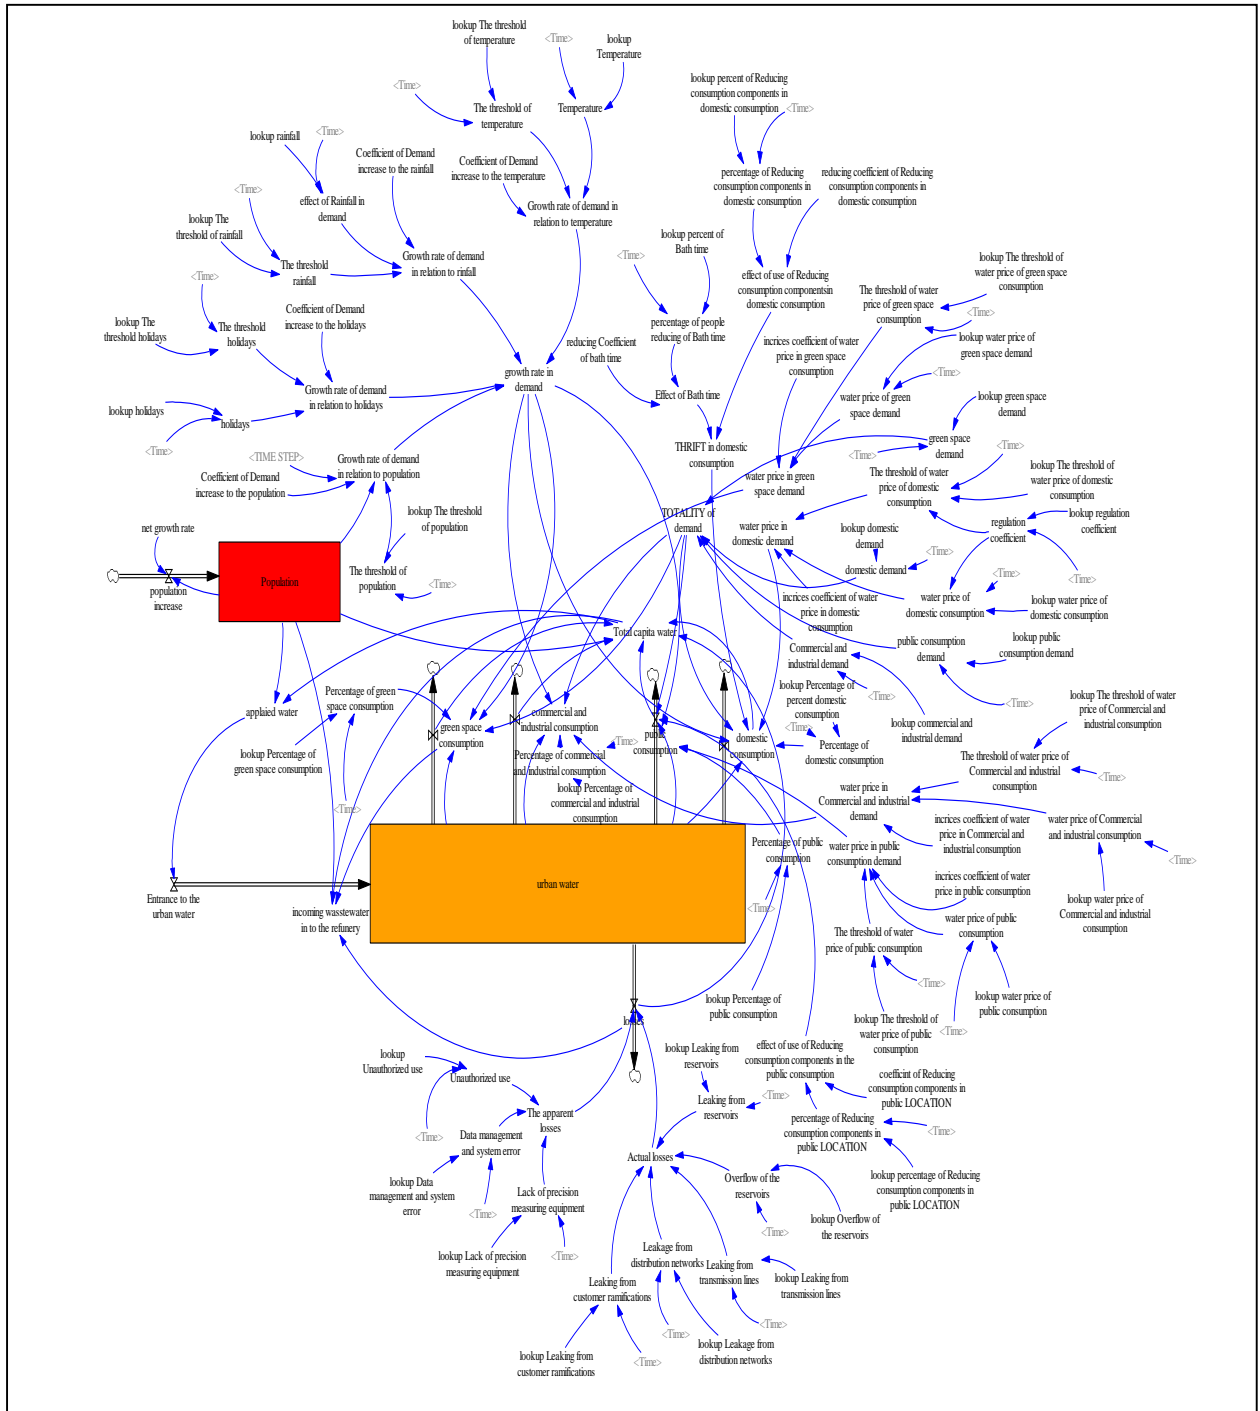 lookup The threshold
of temperature
<Time>
lookup
Temperature
<Time>
The threshold of
temperature
Temperature
lookup percent of Reducing
consumption components in
domestic consumption
<Time>
lookup rainfall
<Time>
Coefficient of Demand
increase to the rainfall
Coefficient of Demand
increase to the temperature
percentage of Reducing
consumption components in
domestic consumption
reducing coefficient of Reducing
consumption components in
domestic consumption
<Time>
effect of Rainfall in
demand
Growth rate of demand in
relation to temperature
lookup The
threshold of rainfall
lookup percent of
Bath time
<Time>
The threshold
rainfall
Growth rate of demand
in relation to rinfall
effect of use of Reducing
consumption componentsin
domestic consumption
lookup The threshold of
water price of green space
consumption
<Time>
The threshold of water
price of green space
consumption
<Time>
lookup The
threshold holidays
The threshold
holidays
Coefficient of Demand
increase to the holidays
percentage of people
reducing of Bath time
reducing Coefficient
of bath time
incrices coefficient of water
price in green space
consumption
lookup water price of
green space demand
<Time>
growth rate in
demand
Growth rate of demand
in relation to holidays
Effect of Bath time
water price of green
space demand
lookup green space
demand
lookup holidays
holidays
<Time>
THRIFT in domestic
consumption
green space
demand
<Time>
<Time>
<TIME STEP>
Growth rate of demand
in relation to population
Coefficient of Demand
increase to the population
water price in green
space demand
The threshold of water
price of domestic
consumption
lookup The threshold of
water price of domestic
consumption
lookup The threshold
of population
TOTALITY of
demand
water price in
domestic demand
lookup domestic
demand
regulation
coefficient
lookup regulation
coefficient
net growth rate
Population
population
increase
The threshold of
population
<Time>
domestic demand
<Time>
<Time>
<Time>
incrices coefficient of water
price in domestic
consumption
water price of
domestic consumption
lookup water price of
domestic consumption
Total capita water
Commercial and
industrial demand
public consumption
demand
lookup public
consumption demand
<Time>
<Time>
Percentage of green
space consumption
applaied water
lookup Percentage of
green space consumption
<Time>
green space
consumption
commercial and
industrial consumption
<Time>
Percentage of commercial
and industrial consumption
lookup Percentage of
commercial and industrial
consumption
public
consumption
domestic
consumption
lookup Percentage of
percent domestic
consumption
<Time>
Percentage of
domestic consumption
lookup commercial and
industrial demand
lookup The threshold of water
price of Commercial
and industrial consumption
The threshold of water price of
Commercial and industrial
consumption
<Time>
water price in
Commercial and industrial
demand
incrices coefficient of water
price in Commercial and
industrial consumption
water price of Commercial
and industrial consumption
<Time>
Percentage of public
consumption
water price in public
consumption demand
urban water
Entrance to the
urban water
incoming wasstewater
in to the refunery
<Time>
incrices coefficient of water
price in public consumption
lookup water price of
Commercial and industrial
consumption
water price of public
consumption
The threshold of water
price of public consumption
<Time>
lookup Percentage of
public consumption
lookup water price of
public consumption
losses
lookup The threshold of
water price of public
consumption
<Time>
lookup
Unauthorized use
Unauthorized use
lookup Leaking from
reservoirs
effect of use of Reducing
consumption components in the
public consumption
coefficint of Reducing
consumption components in
public LOCATION
Leaking from
reservoirs
<Time>
The apparent
losses
<Time>
Data management
and system error
percentage of Reducing
consumption components in
public LOCATION
<Time>
Actual losses
lookup Data
management and system
error
<Time>
Lack of precision
measuring equipment
Overflow of the
reservoirs
lookup percentage of Reducing
consumption components in
public LOCATION
<Time>
lookup Overflow of
the reservoirs
lookup Lack of precision
measuring equipment
<Time>
Leakage from
distribution networks
Leaking from
transmission lines
lookup Leaking from
transmission lines
Leaking from
customer ramifications
<Time>
<Time>
lookup Leakage from
distribution networks
lookup Leaking from
customer ramifications
<Time>